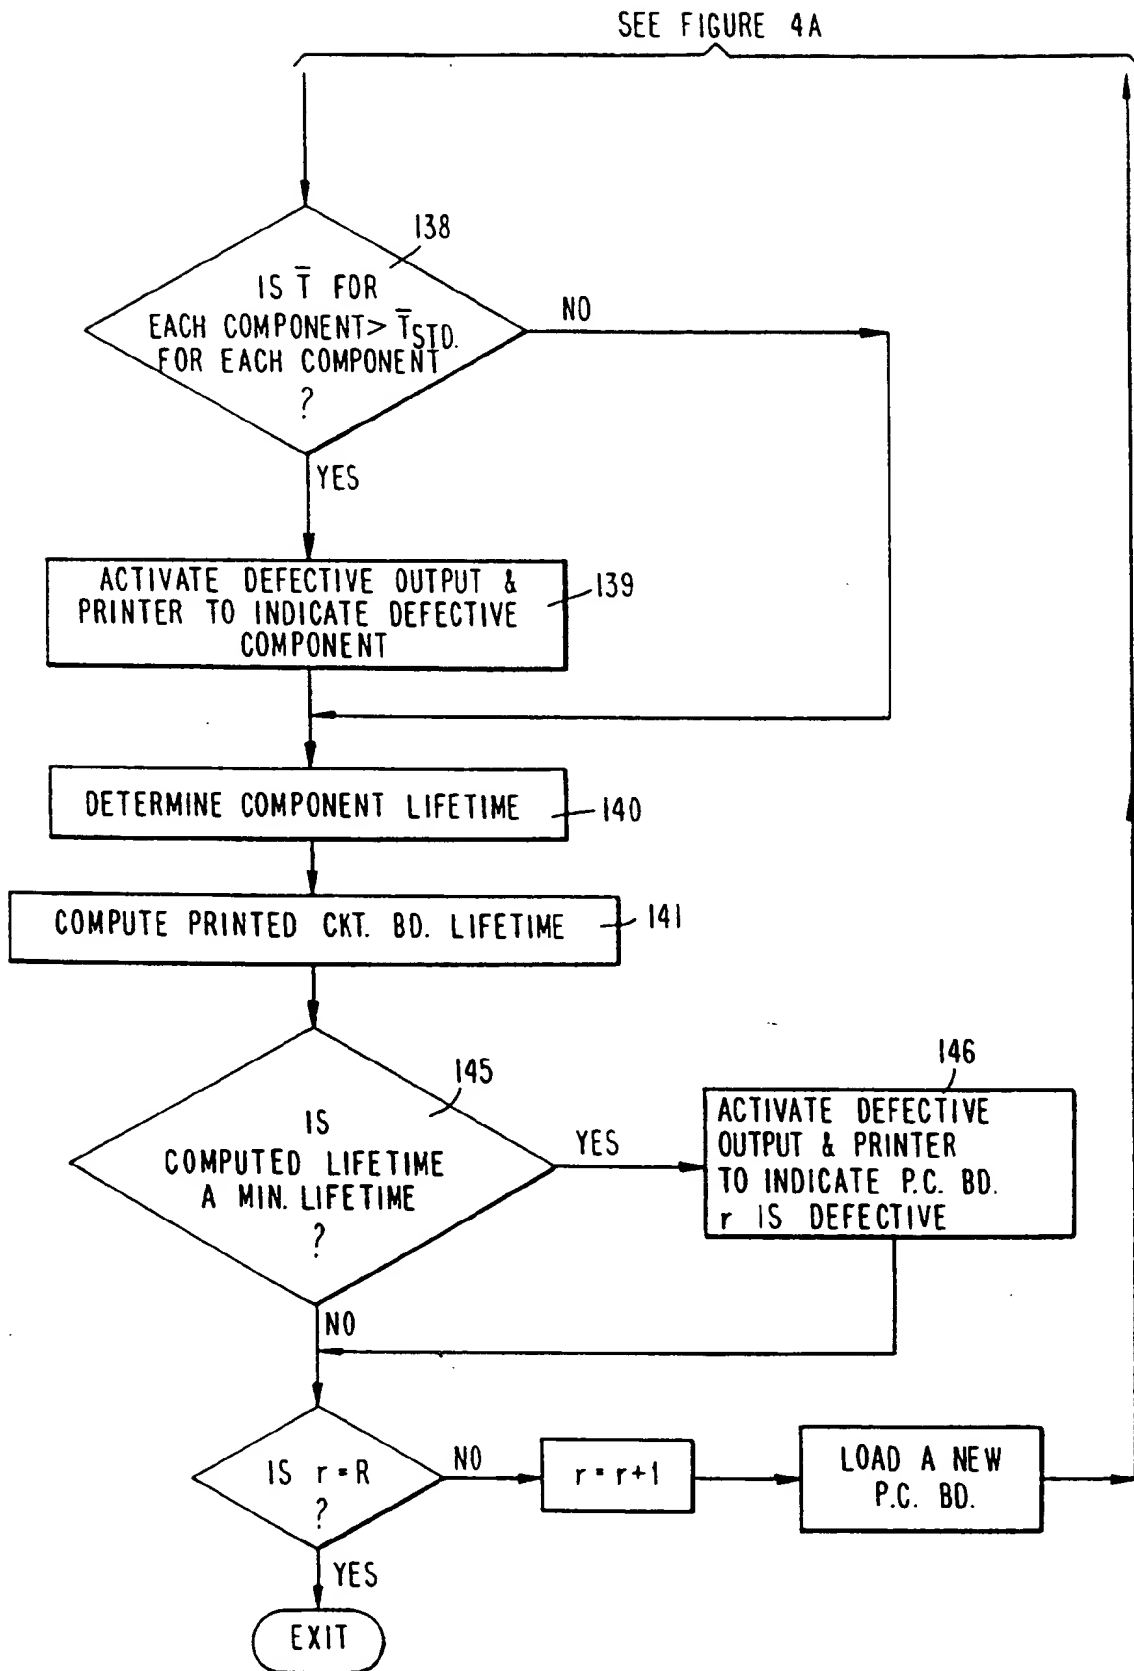 SEE FIGURE 4A
138
IS T̅ FOR
EACH COMPONENT > T̅STD.
FOR EACH COMPONENT
?
NO
YES
ACTIVATE DEFECTIVE OUTPUT &
PRINTER TO INDICATE DEFECTIVE
COMPONENT
139
DETERMINE COMPONENT LIFETIME
140
COMPUTE PRINTED CKT. BD. LIFETIME
141
145
IS
COMPUTED LIFETIME
A MIN. LIFETIME
?
YES
146
ACTIVATE DEFECTIVE
OUTPUT & PRINTER
TO INDICATE P.C. BD.
r IS DEFECTIVE
NO
IS r = R
?
NO
r = r+1
LOAD A NEW
P.C. BD.
YES
EXIT